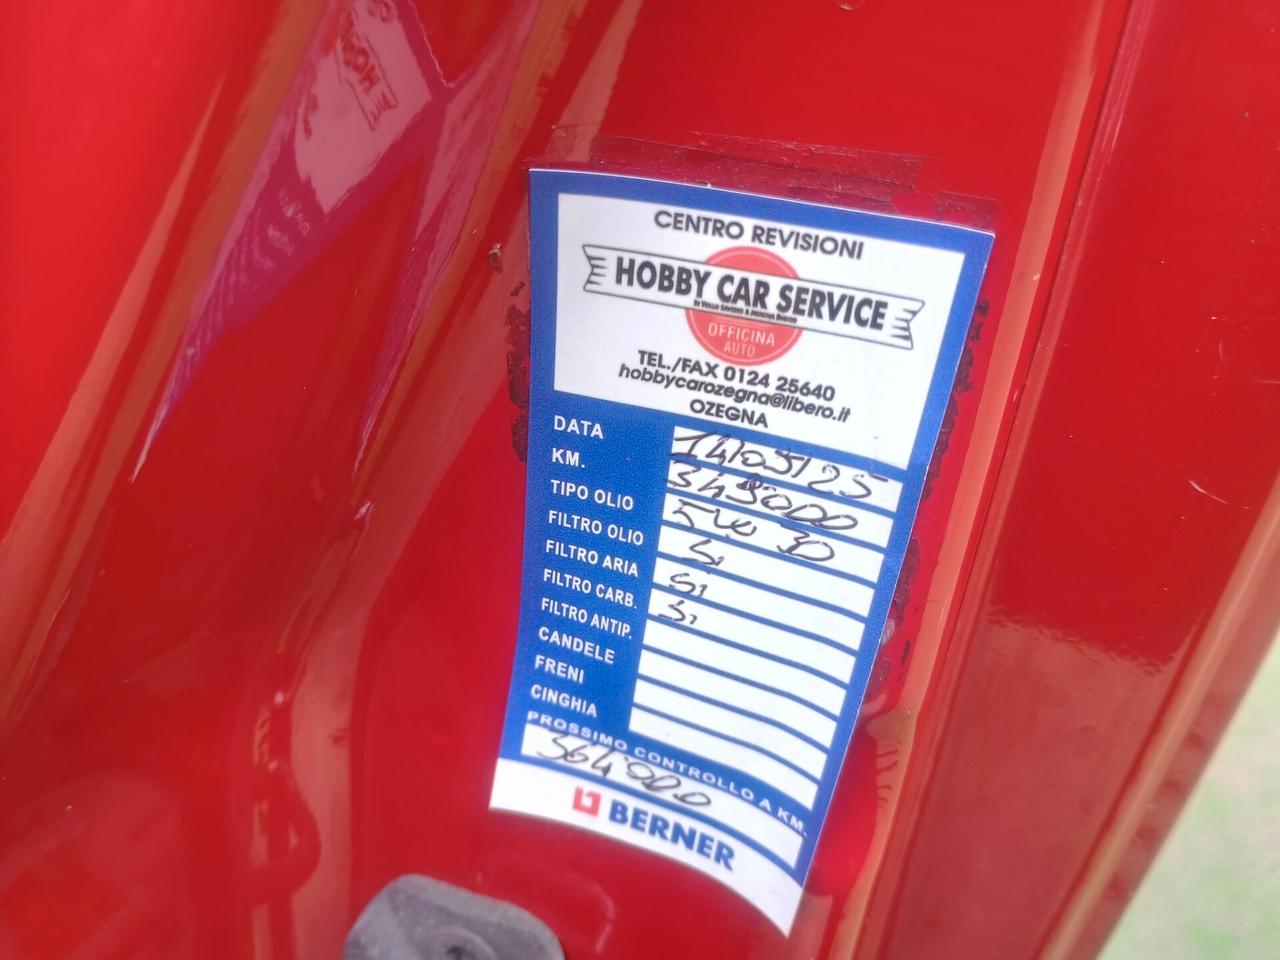 CENTRO REVISIONI
HOBBY CAR SERVICE
OFFICINA
AUTO
TEL./FAX 0124 25640
hobbycarozegna@libero.it
OZEGNA
DATA 14/05/25
KM. 349000
TIPO OLIO 5W 30
FILTRO OLIO Si
FILTRO ARIA Si
FILTRO CARB. Si
FILTRO ANTIP.
CANDELE
FRENI
CINGHIA
PROSSIMO CONTROLLO A KM.
364000
BERNER